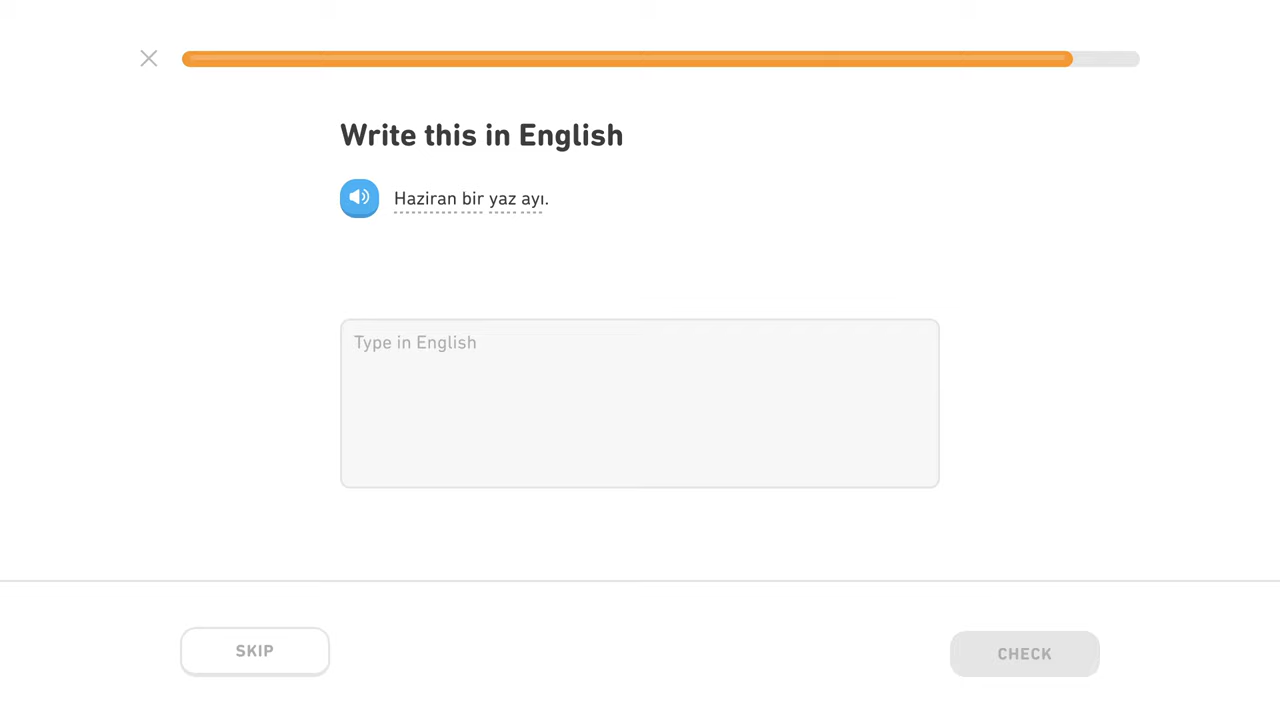 Write this in English
Haziran bir yaz ayı.
Type in English
SKIP
CHECK